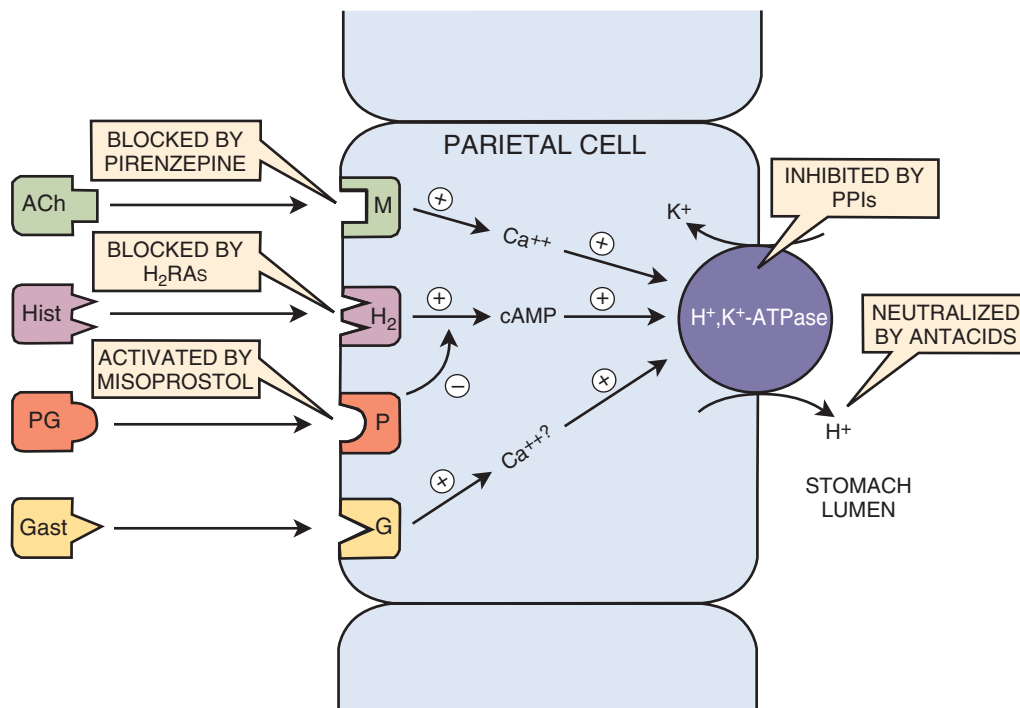 BLOCKED BY
PIRENZEPINE
PARIETAL CELL
INHIBITED BY
PPIs
ACh
M
+
Ca++
+
K+
BLOCKED BY
H₂RAs
Hist
H₂
+
cAMP
+
H+,K+-ATPase
NEUTRALIZED
BY ANTACIDS
ACTIVATED BY
MISOPROSTOL
PG
P
−
+
H+
Ca++?
+
STOMACH
LUMEN
Gast
G